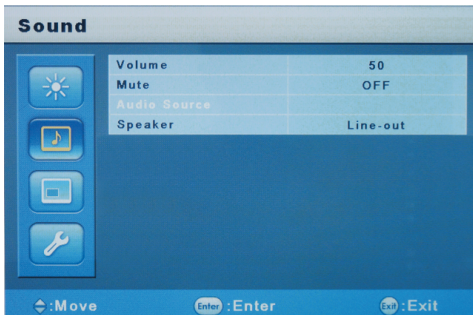 Sound
Volume 50
Mute OFF
Audio Source
Speaker Line-out
:Move Enter :Enter Exit :Exit